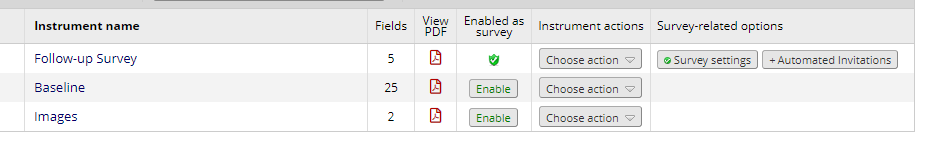 Instrument name Fields View PDF Enabled as survey Instrument actions Survey-related options
Follow-up Survey 5 Choose action Survey settings + Automated Invitations
Baseline 25 Enable Choose action
Images 2 Enable Choose action